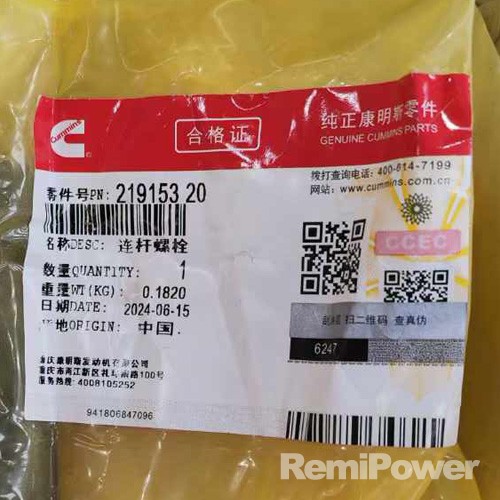 Cummins
合格证
纯正康明斯零件
GENUINE CUMMINS PARTS
拨打查询电话: 400-614-7199
网站: www.cummins.com.cn
零件号PN: 219153 20
名称DESC: 连杆螺栓
数量QUANTITY: 1
重量WT(KG): 0.1820
日期DATE: 2024-06-15
产地ORIGIN: 中国.
CCEC
扫二维码 查真伪
6247
重庆康明斯发动机有限公司
重庆市两江新区礼嘉南路100号
服务热线: 4008105252
941806847096
RemiPower